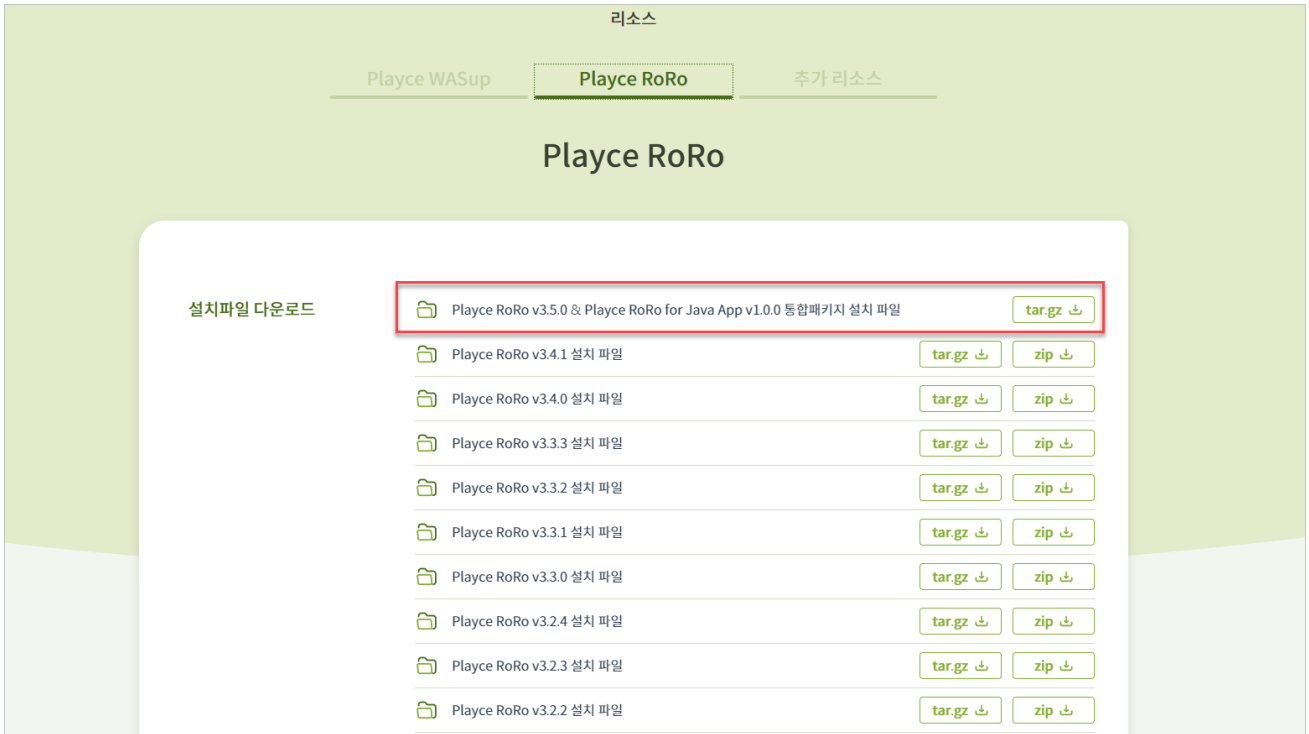 리소스
Playce WASup Playce RoRo 추가 리소스
Playce RoRo
설치파일 다운로드
Playce RoRo v3.5.0 & Playce RoRo for Java App v1.0.0 통합패키지 설치 파일 tar.gz
Playce RoRo v3.4.1 설치 파일 tar.gz zip
Playce RoRo v3.4.0 설치 파일 tar.gz zip
Playce RoRo v3.3.3 설치 파일 tar.gz zip
Playce RoRo v3.3.2 설치 파일 tar.gz zip
Playce RoRo v3.3.1 설치 파일 tar.gz zip
Playce RoRo v3.3.0 설치 파일 tar.gz zip
Playce RoRo v3.2.4 설치 파일 tar.gz zip
Playce RoRo v3.2.3 설치 파일 tar.gz zip
Playce RoRo v3.2.2 설치 파일 tar.gz zip